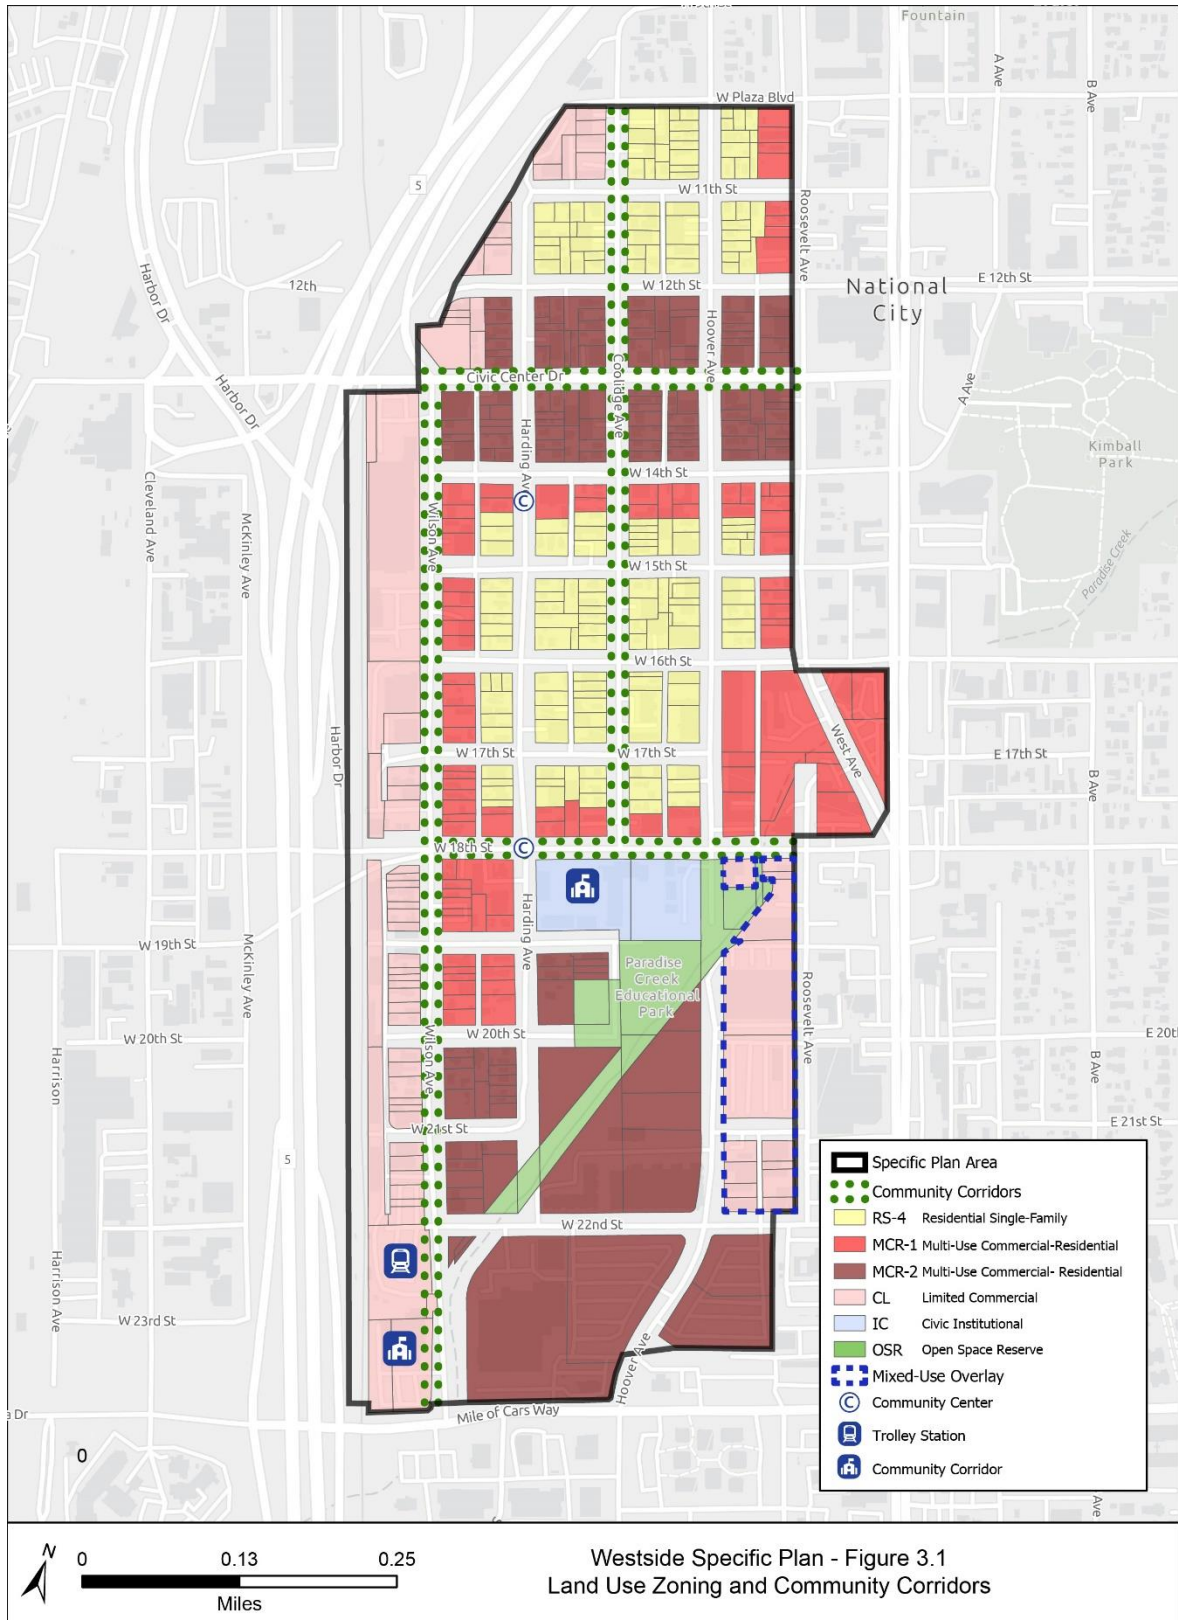 Fountain
A Ave
B Ave
W Plaza Blvd
5
W 11th St
Roosevelt Ave
Harbor Dr
12th
W 12th St
E 12th St
National
City
Hoover Ave
Coolidge Ave
Civic Center Dr
Harbor Dr
A Ave
Harding Ave
Kimball
Park
W 14th St
Cleveland Ave
McKinley Ave
Wilson Ave
Paradise Creek
W 15th St
W 16th St
Harbor Dr
W 17th St
W 17th St
West Ave
E 17th St
B Ave
W 18th St
C
C
Harding Ave
W 19th St
McKinley Ave
Paradise
Creek
Educational
Park
Roosevelt Ave
W 20th St
W 20th St
E 20th
Harrison
Wilson Ave
B Ave
W 21st St
E 21st St
5
W 22nd St
Harrison Ave
W 23rd St
Hoover Ave
Mile of Cars Way
a Dr
Ave
0
Specific Plan Area
Community Corridors
RS-4 Residential Single-Family
MCR-1 Multi-Use Commercial-Residential
MCR-2 Multi-Use Commercial- Residential
CL Limited Commercial
IC Civic Institutional
OSR Open Space Reserve
Mixed-Use Overlay
C Community Center
Trolley Station
Community Corridor
N
0 0.13 0.25
Miles
Westside Specific Plan - Figure 3.1
Land Use Zoning and Community Corridors